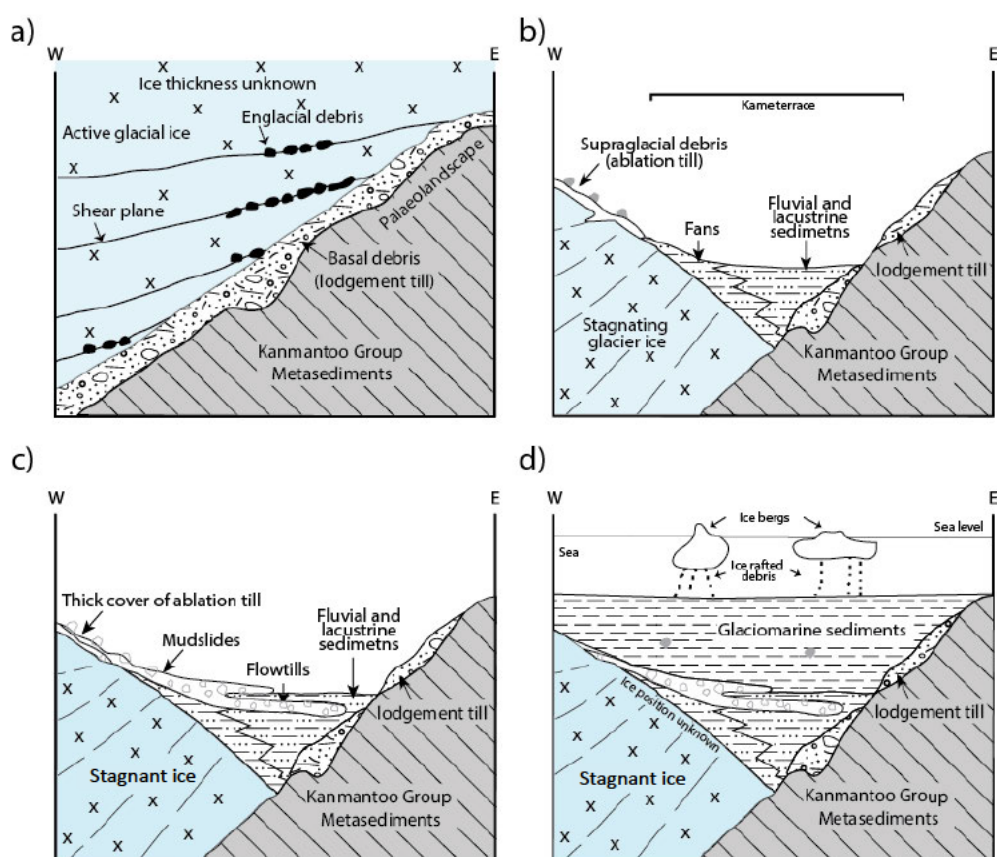 a)
W
E
Ice thickness unknown
Englacial debris
Active glacial ice
Shear plane
Palaeolandscape
Basal debris
(lodgement till)
Kanmantoo Group
Metasediments
x x x x x x x x x x x x x
b)
W
E
Kameterrace
Supraglacial debris
(ablation till)
Fans
Fluvial and
lacustrine
sedimetns
lodgement till
Stagnating
glacier ice
Kanmantoo Group
Metasediments
x x x x x x x x x x x x
c)
W
E
Thick cover of ablation till
Mudslides
Flowtills
Fluvial and
lacustrine
sedimetns
lodgement till
Stagnant ice
Kanmantoo Group
Metasediments
x x x x x x x x x
d)
W
E
Ice bergs
Sea level
Sea
Ice rafted
debris
Glaciomarine sediments
Ice position unknown
lodgement till
Stagnant ice
Kanmantoo Group
Metasediments
x x x x x x x x x